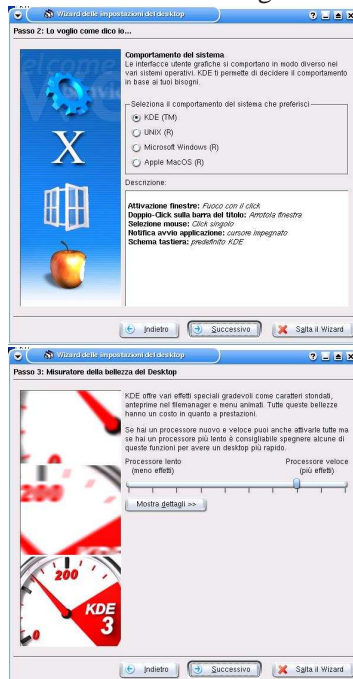 Wizard delle impostazioni del desktop
Passo 2: Lo voglio come dico io...
Comportamento del sistema
Le interfacce utente grafiche si comportano in modo diverso nei
vari sistemi operativi. KDE ti permette di decidere il comportamento
in base ai tuoi bisogni.
Seleziona il comportamento del sistema che preferisci
KDE (TM)
UNIX (R)
Microsoft Windows (R)
Apple MacOS (R)
Descrizione:
Attivazione finestre: Fuoco con il click
Doppio-Click sulla barra del titolo: Arrotola finestra
Selezione mouse: Click singolo
Notifica avvio applicazione: cursore impegnato
Schema tastiera: predefinito KDE
X
Indietro
Successivo
Salta il Wizard
Wizard delle impostazioni del desktop
Passo 3: Misuratore della bellezza del Desktop
KDE offre vari effetti speciali gradevoli come caratteri stondati,
anteprime nel filemanager e menu animati. Tutte queste bellezze
hanno un costo in quanto a prestazioni.
Se hai un processore nuovo e veloce puoi anche attivarle tutte ma
se hai un processore più lento è consigliabile spegnere alcune di
queste funzioni per avere un desktop più rapido.
Processore lento Processore veloce
(meno effetti) (più effetti)
Mostra dettagli >>
200
200
KDE
3
0
Indietro
Successivo
Salta il Wizard